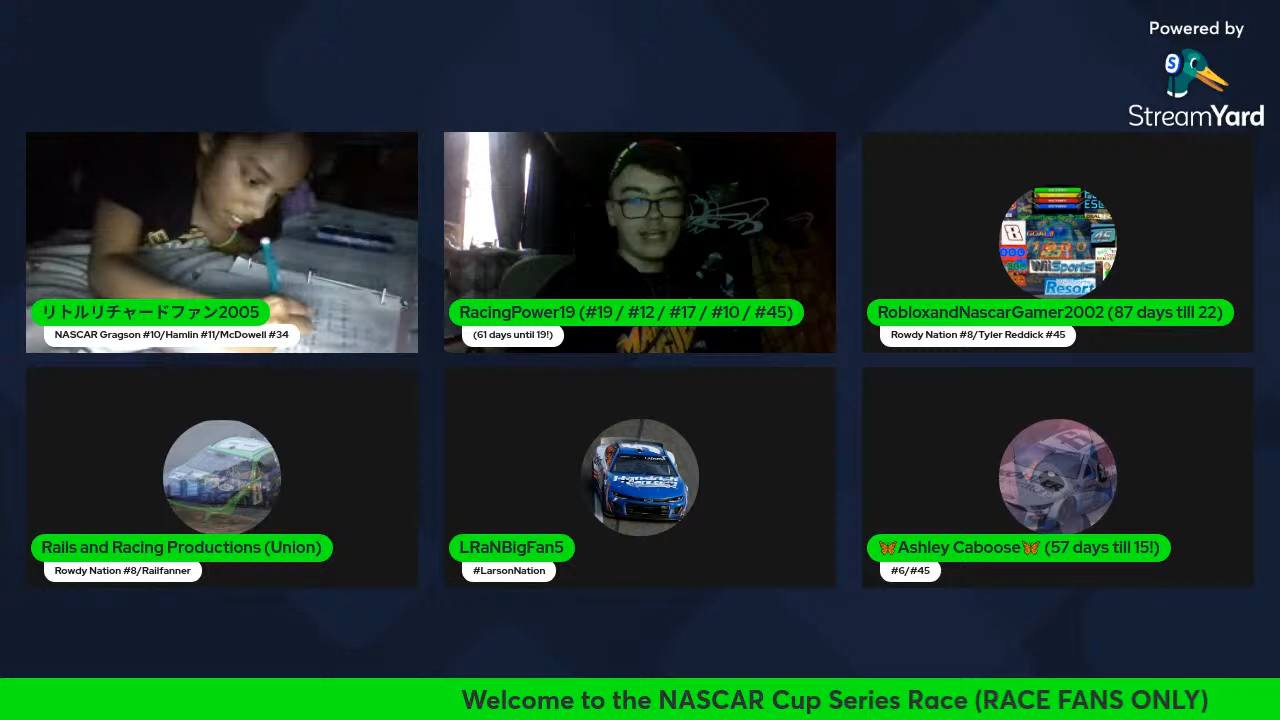 Powered by
StreamYard
リトルリチャードファン2005
NASCAR Gragson #10/Hamlin #11/McDowell #34
RacingPower19 (#19 / #12 / #17 / #10 / #45)
(61 days until 19!)
RobloxandNascarGamer2002 (87 days till 22)
Rowdy Nation #8/Tyler Reddick #45
Rails and Racing Productions (Union)
Rowdy Nation #8/Railfanner
LRaNBigFan5
#LarsonNation
🦋Ashley Caboose🦋 (57 days till 15!)
#6/#45
Welcome to the NASCAR Cup Series Race (RACE FANS ONLY)